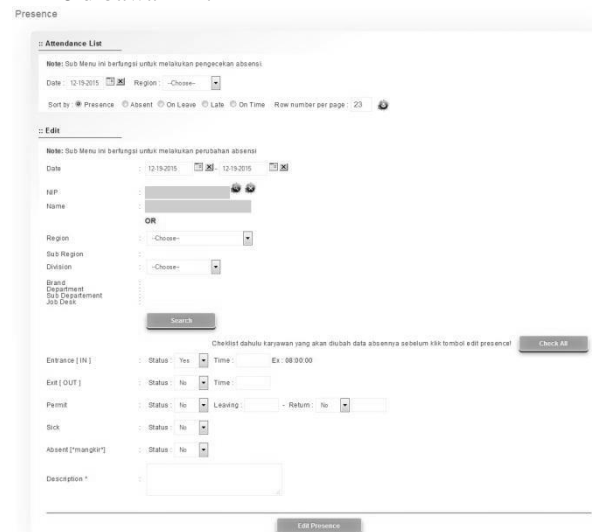 Presence
:: Attendance List
Note: Sub Menu ini berfungsi untuk melakukan pengecekan absensi.
Date : 12-19-2015 Region : --Choose--
Sort by : Presence Absent On Leave Late On Time Row number per page : 23
:: Edit
Note: Sub Menu ini berfungsi untuk melakukan perubahan absensi
Date : 12-19-2015 - 12-19-2015
NIP :
Name :
OR
Region : --Choose--
Sub Region :
Division : --Choose--
Brand :
Department :
Sub Departement :
Job Desk :
Search
Cheklist dahulu karyawan yang akan diubah data absennya sebelum klik tombol edit presence! Check All
Entrance [ IN ] : Status : Yes Time : Ex : 08:00:00
Exit [ OUT ] : Status : No Time :
Permit : Status : No Leaving : - Return : No
Sick : Status : No
Absent ["mangkir"] : Status : No
Description * :
Edit Presence